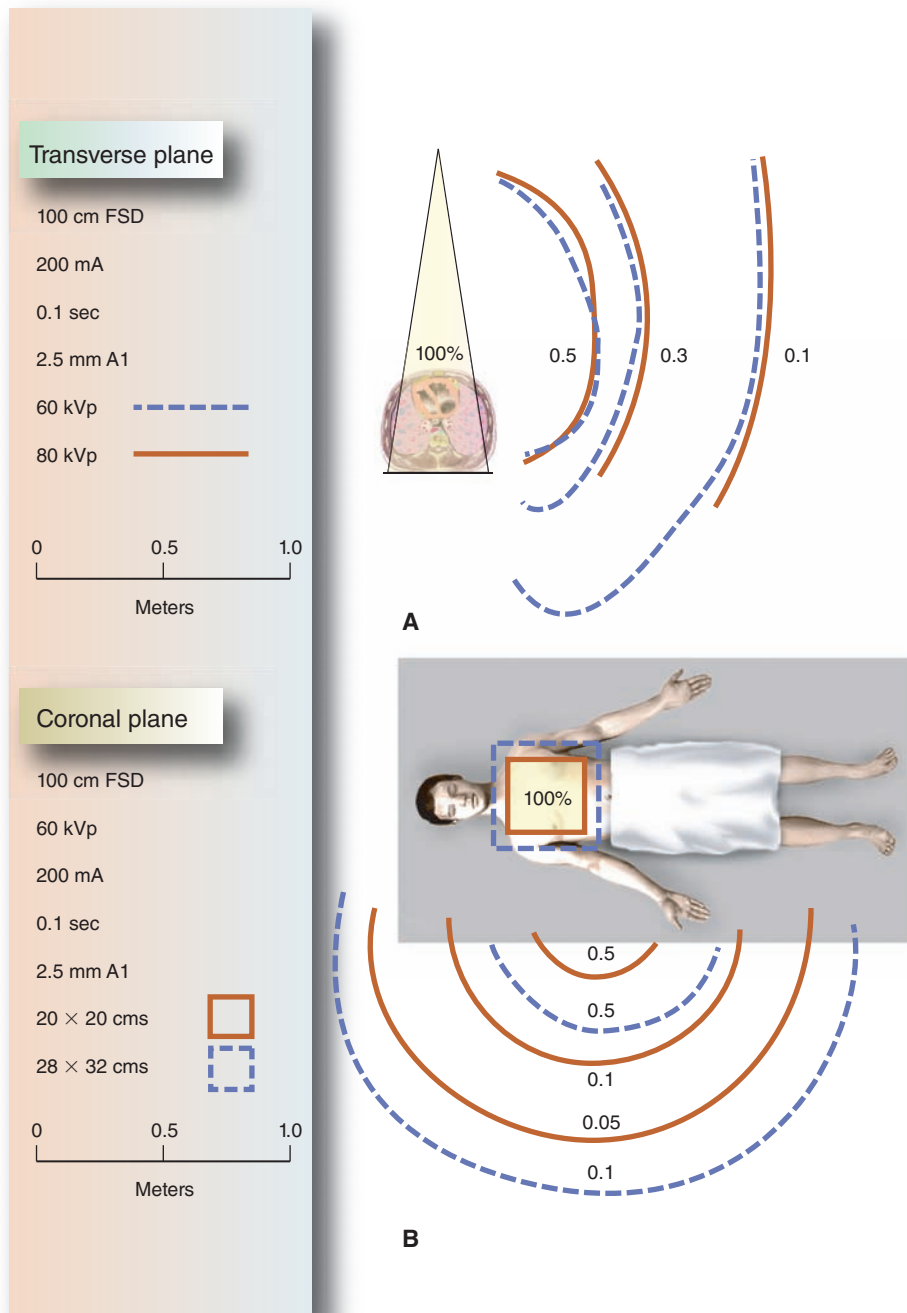 Transverse plane
100 cm FSD
200 mA
0.1 sec
2.5 mm A1
60 kVp
80 kVp
0 0.5 1.0
Meters
100%
0.5 0.3 0.1
A
Coronal plane
100 cm FSD
60 kVp
200 mA
0.1 sec
2.5 mm A1
20 × 20 cms
28 × 32 cms
0 0.5 1.0
Meters
100%
0.5
0.5
0.1
0.05
0.1
B